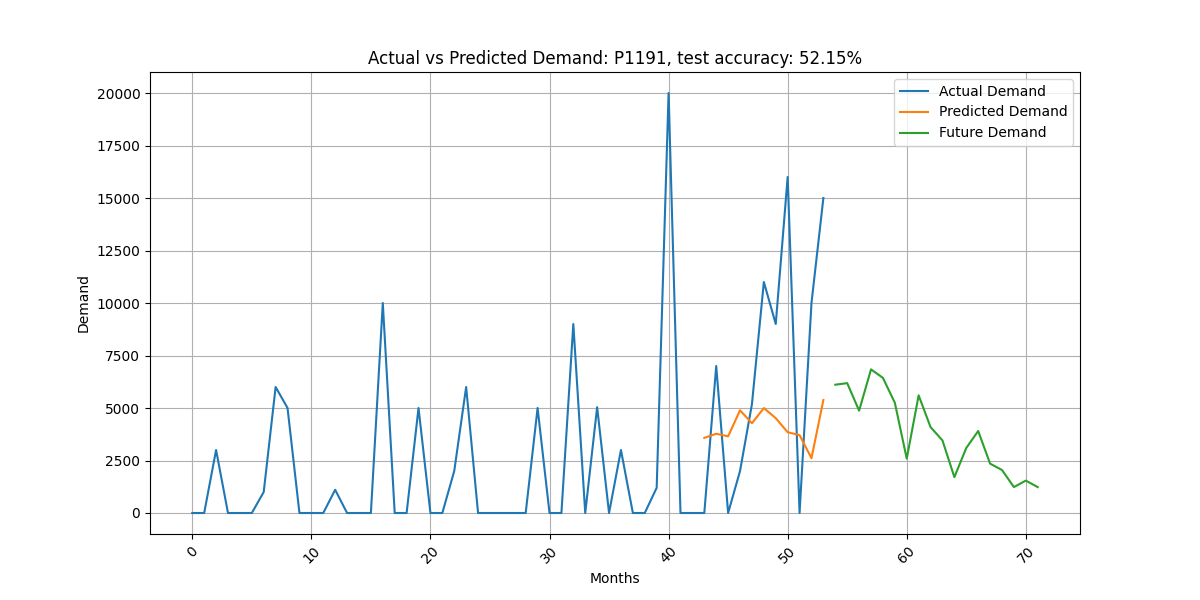 Actual vs Predicted Demand: P1191, test accuracy: 52.15%
Actual Demand
Predicted Demand
Future Demand
20000
17500
15000
12500
10000
7500
5000
2500
0
Demand
0 10 20 30 40 50 60 70
Months